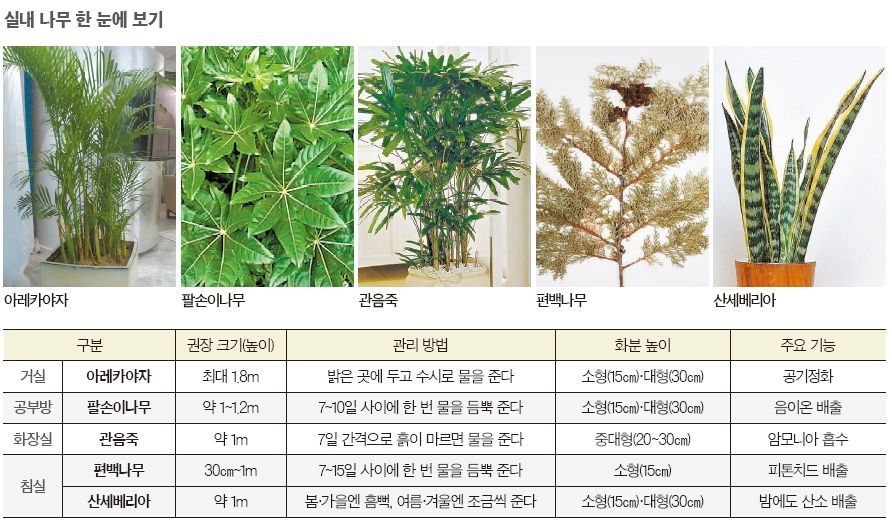 실내 나무 한 눈에 보기
아레카야자 팔손이나무 관음죽 편백나무 산세베리아
구분 권장 크기(높이) 관리 방법 화분 높이 주요 기능
거실 아레카야자 최대 1.8m 밝은 곳에 두고 수시로 물을 준다 소형(15㎝)·대형(30㎝) 공기정화
공부방 팔손이나무 약 1~1.2m 7~10일 사이에 한 번 물을 듬뿍 준다 소형(15㎝)·대형(30㎝) 음이온 배출
화장실 관음죽 약 1m 7일 간격으로 흙이 마르면 물을 준다 중대형(20~30㎝) 암모니아 흡수
침실 편백나무 30㎝~1m 7~15일 사이에 한 번 물을 듬뿍 준다 소형(15㎝) 피톤치드 배출
산세베리아 약 1m 봄·가을엔 흠뻑, 여름·겨울엔 조금씩 준다 소형(15㎝)·대형(30㎝) 밤에도 산소 배출